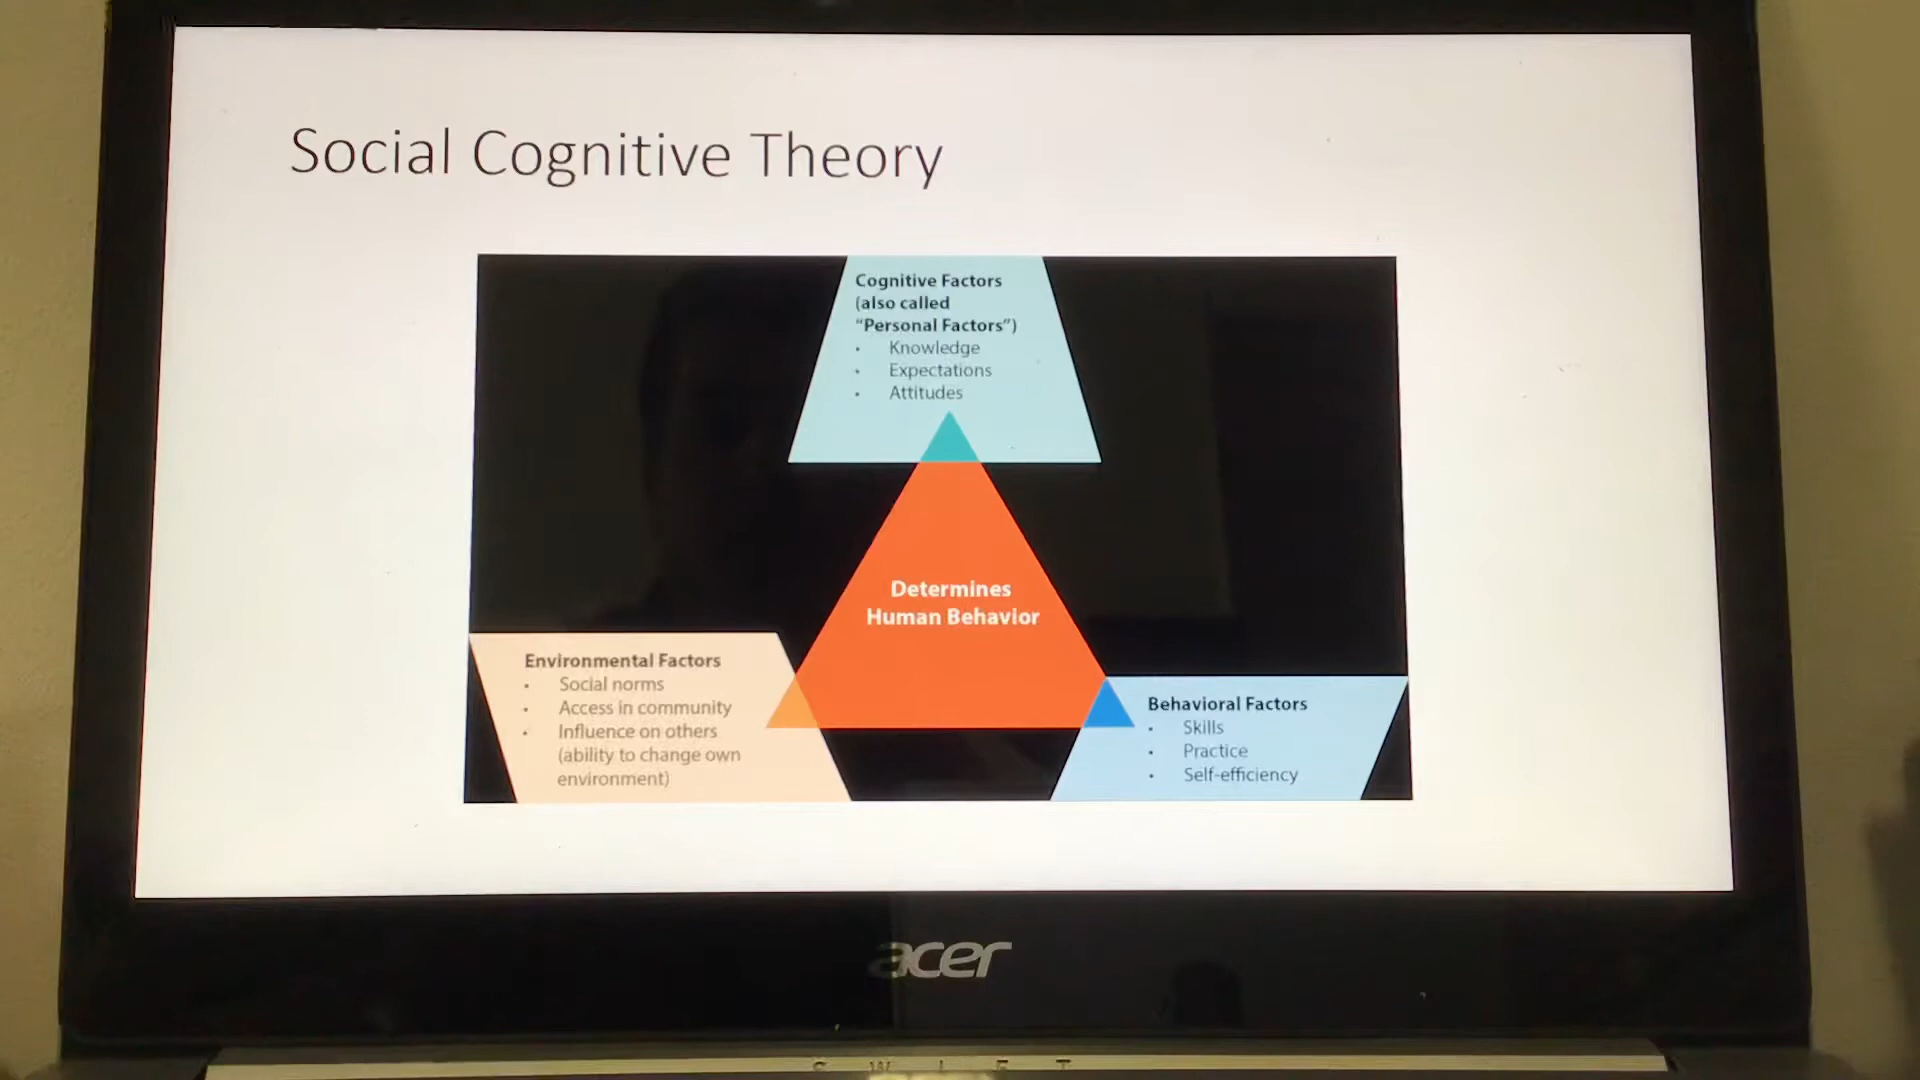 Social Cognitive Theory
Cognitive Factors
(also called
“Personal Factors”)
• Knowledge
• Expectations
• Attitudes
Determines
Human Behavior
Environmental Factors
• Social norms
• Access in community
• Influence on others
(ability to change own
environment)
Behavioral Factors
• Skills
• Practice
• Self-efficiency
acer
S W I F T